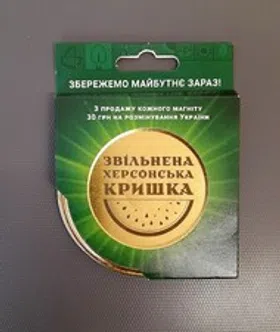 ЗБЕРЕЖЕМО МАЙБУТНЄ ЗАРАЗ!
З ПРОДАЖУ КОЖНОГО МАГНІТУ
30 ГРН НА РОЗМІНУВАННЯ УКРАЇНИ
ЗВІЛЬНЕНА
ХЕРСОНСЬКА
КРИШКА